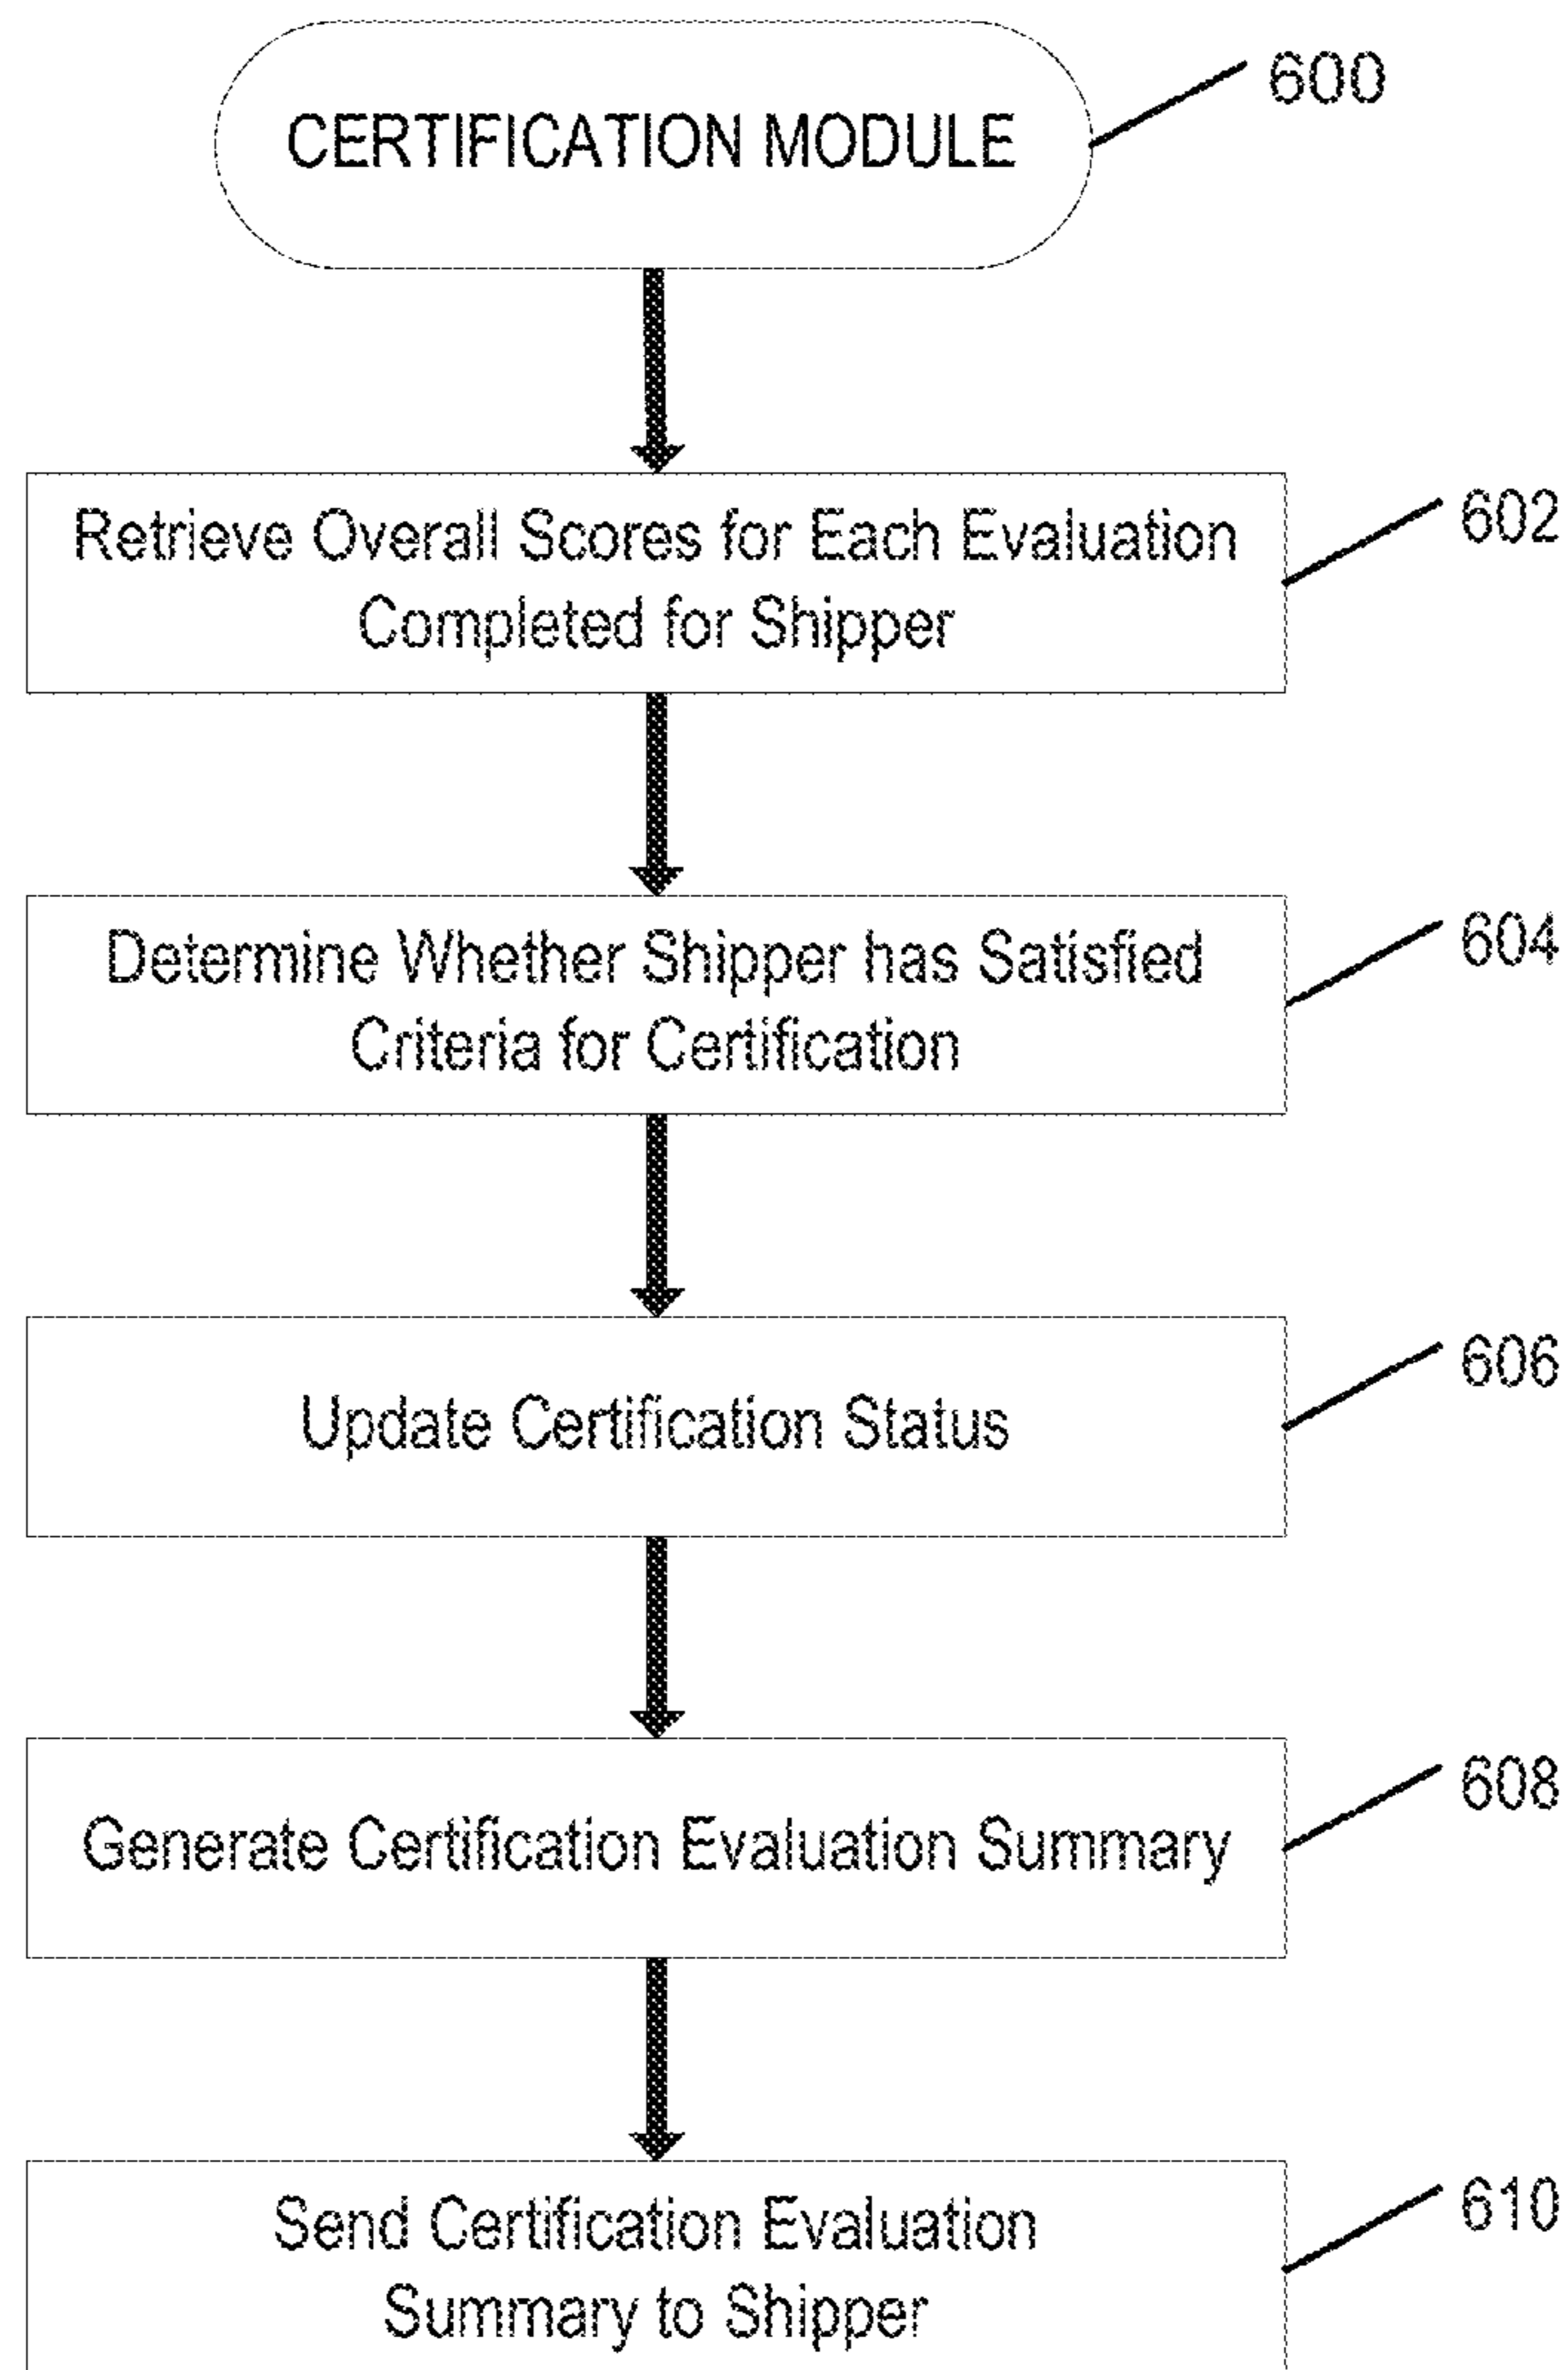 CERTIFICATION MODULE
600
Retrieve Overall Scores for Each Evaluation
Completed for Shipper
602
Determine Whether Shipper has Satisfied
Criteria for Certification
604
Update Certification Status
606
Generate Certification Evaluation Summary
608
Send Certification Evaluation
Summary to Shipper
610